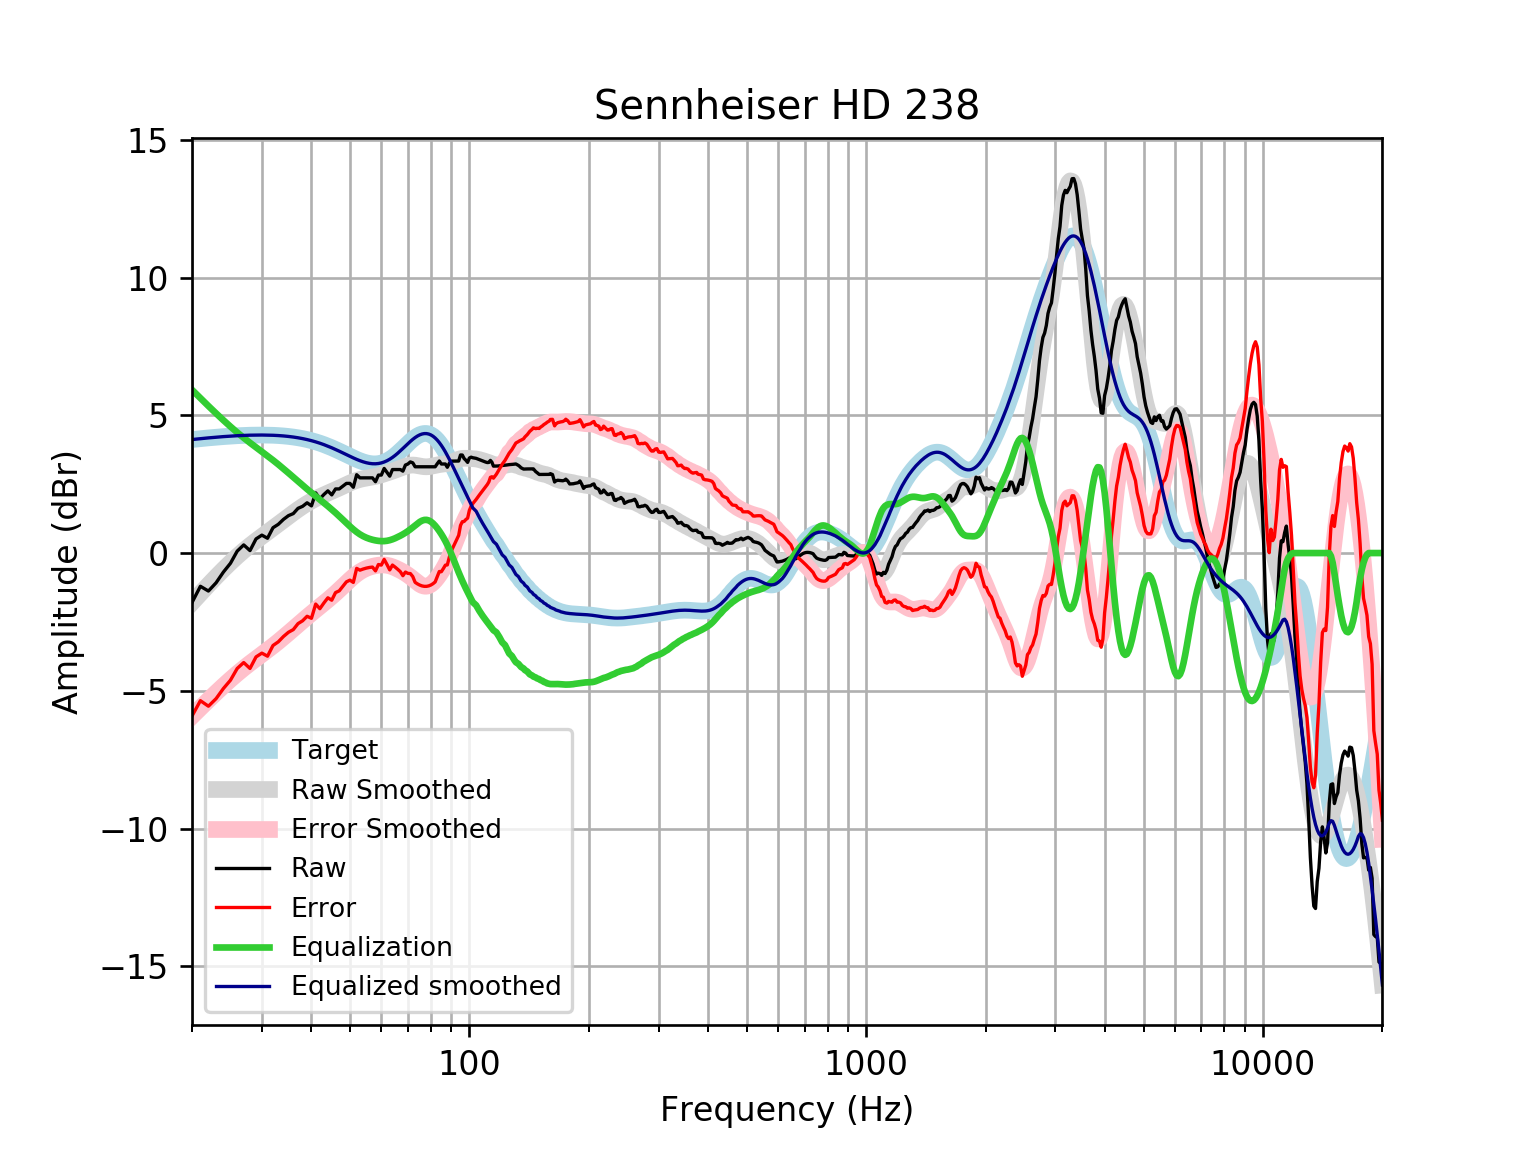 Sennheiser HD 238
15
10
5
0
−5
−10
−15
Amplitude (dBr)
Target
Raw Smoothed
Error Smoothed
Raw
Error
Equalization
Equalized smoothed
100
1000
10000
Frequency (Hz)